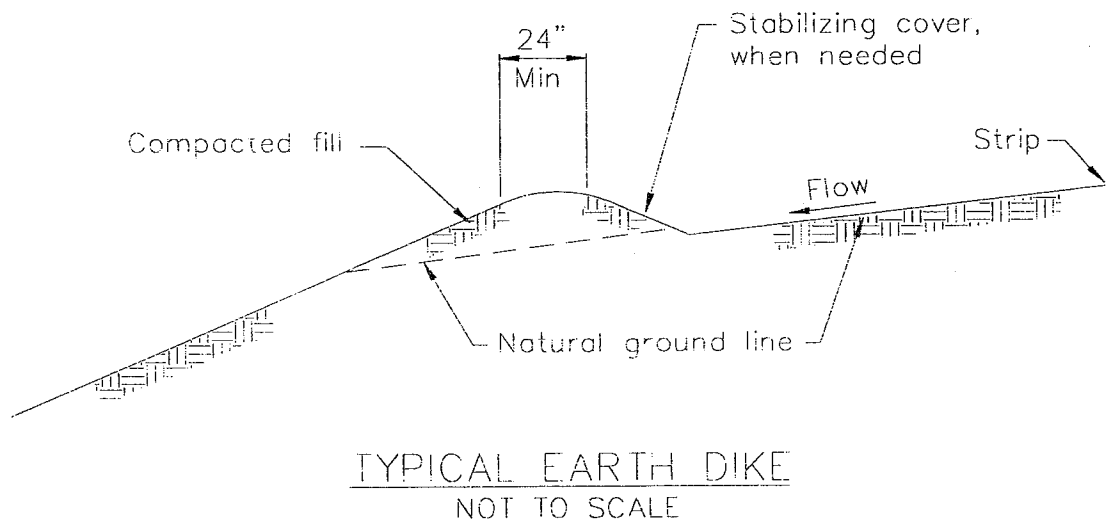 Stabilizing cover,
when needed
24"
Min
Compacted fill
Strip
Flow
Natural ground line
TYPICAL EARTH DIKE
NOT TO SCALE